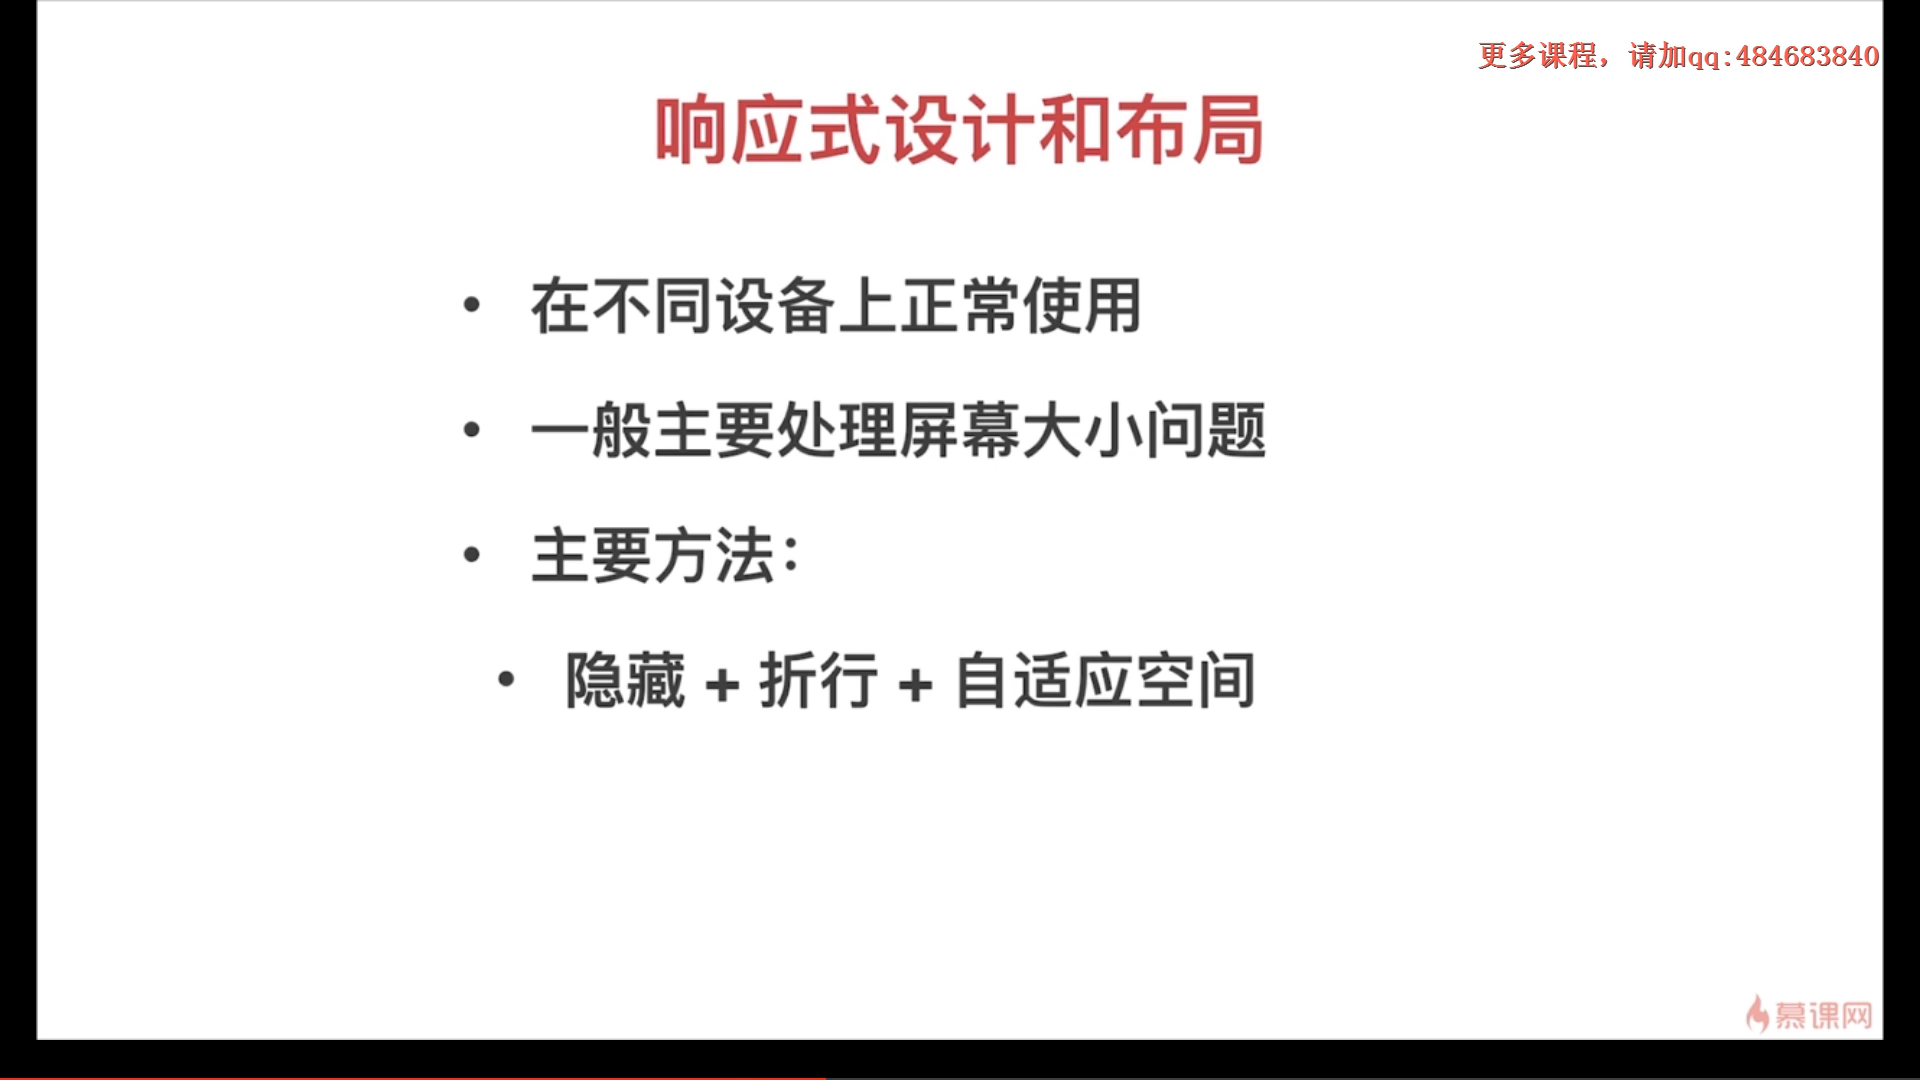 更多课程，请加qq:484683840
响应式设计和布局
• 在不同设备上正常使用
• 一般主要处理屏幕大小问题
• 主要方法：
• 隐藏 + 折行 + 自适应空间
慕课网